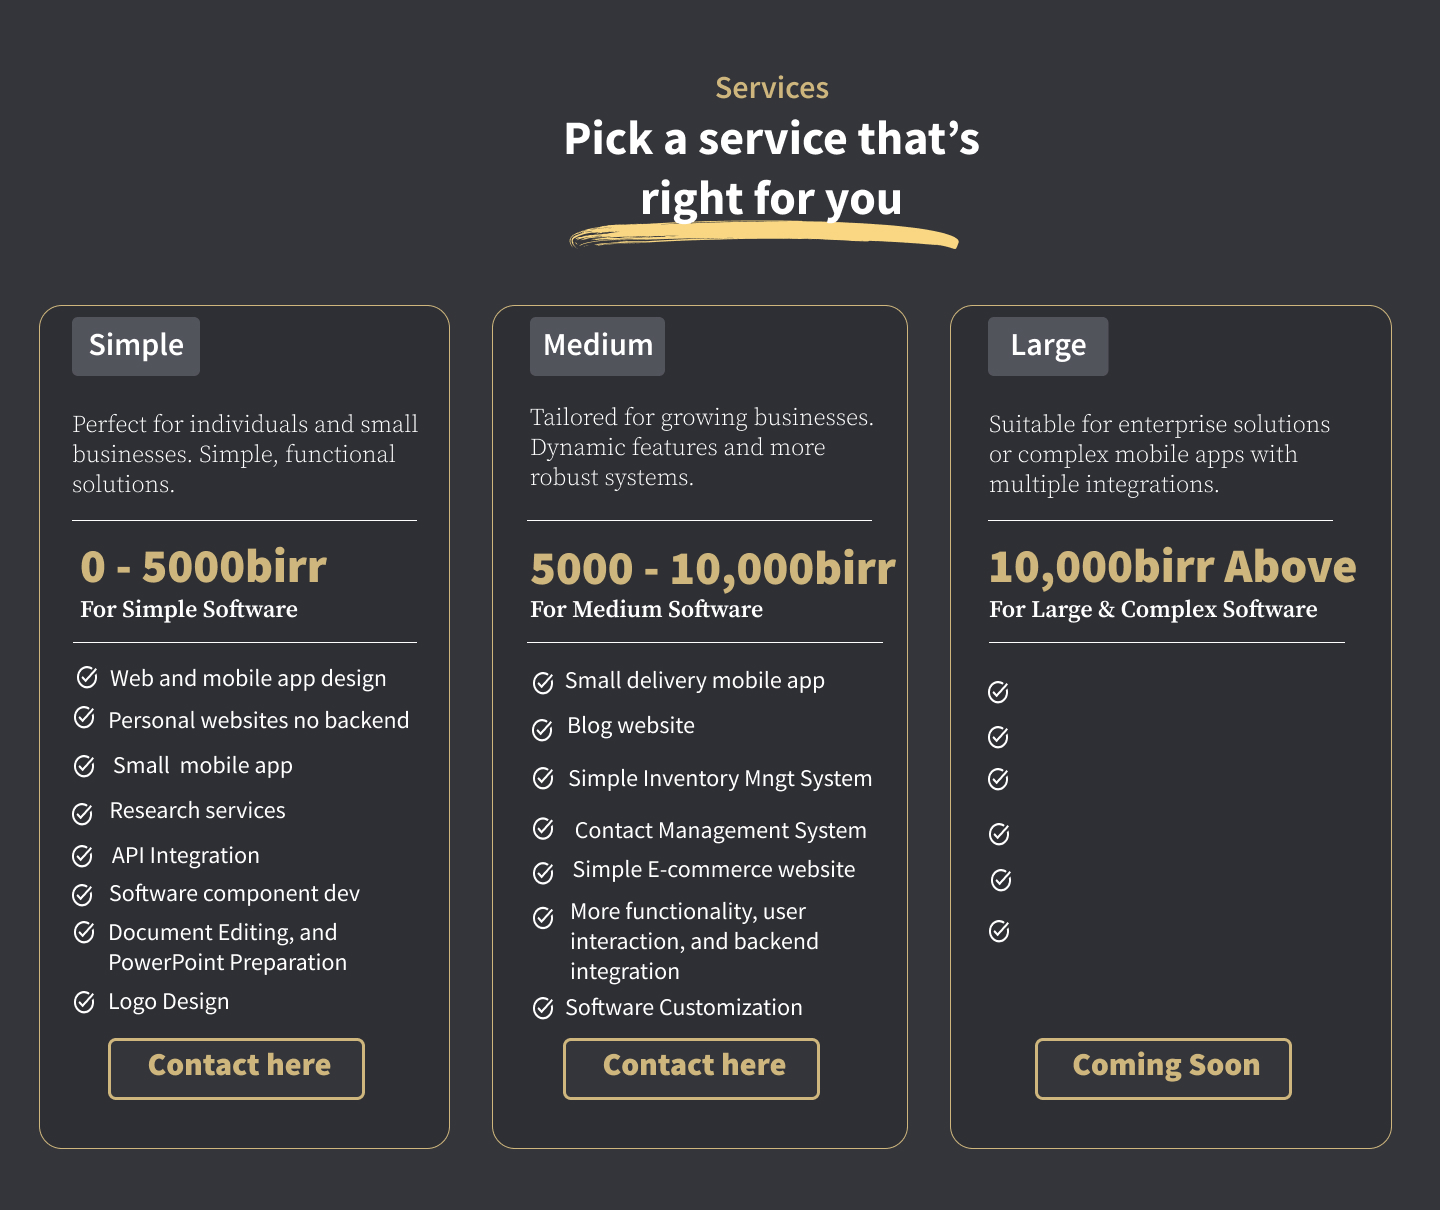 Services
Pick a service that’s
right for you
Simple
Perfect for individuals and small
businesses. Simple, functional
solutions.
0 - 5000birr
For Simple Software
Web and mobile app design
Personal websites no backend
Small  mobile app
Research services
API Integration
Software component dev
Document Editing, and
PowerPoint Preparation
Logo Design
Contact here
Medium
Tailored for growing businesses.
Dynamic features and more
robust systems.
5000 - 10,000birr
For Medium Software
Small delivery mobile app
Blog website
Simple Inventory Mngt System
Contact Management System
Simple E-commerce website
More functionality, user
interaction, and backend
integration
Software Customization
Contact here
Large
Suitable for enterprise solutions
or complex mobile apps with
multiple integrations.
10,000birr Above
For Large & Complex Software
Coming Soon